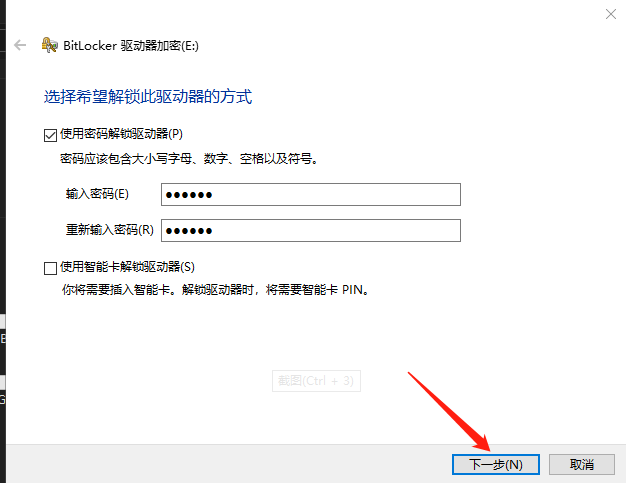 BitLocker 驱动器加密(E:)
选择希望解锁此驱动器的方式
使用密码解锁驱动器(P)
密码应该包含大小写字母、数字、空格以及符号。
输入密码(E) ●●●●●●
重新输入密码(R) ●●●●●●
使用智能卡解锁驱动器(S)
你将需要插入智能卡。解锁驱动器时，将需要智能卡 PIN。
截图(Ctrl + 3)
E
G
下一步(N) 取消